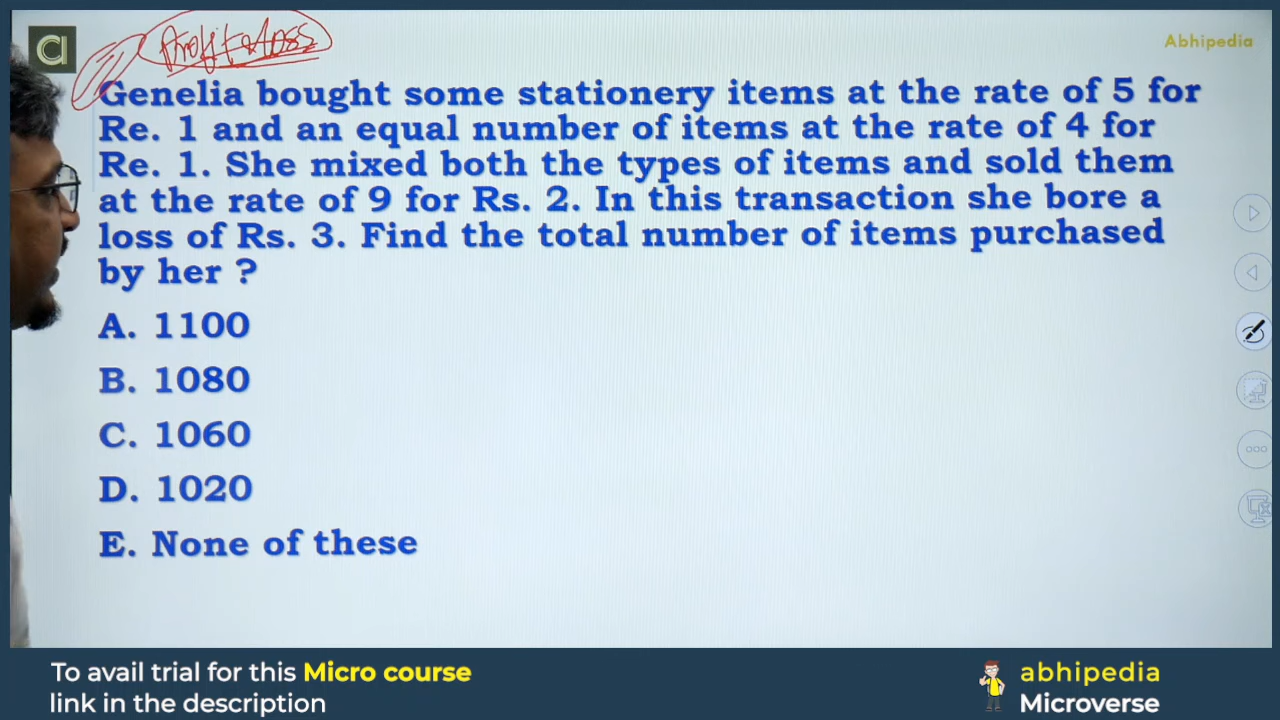 Profit & Loss
Abhipedia
Genelia bought some stationery items at the rate of 5 for
Re. 1 and an equal number of items at the rate of 4 for
Re. 1. She mixed both the types of items and sold them
at the rate of 9 for Rs. 2. In this transaction she bore a
loss of Rs. 3. Find the total number of items purchased
by her ?
A. 1100
B. 1080
C. 1060
D. 1020
E. None of these
To avail trial for this Micro course
link in the description
abhipedia
Microverse